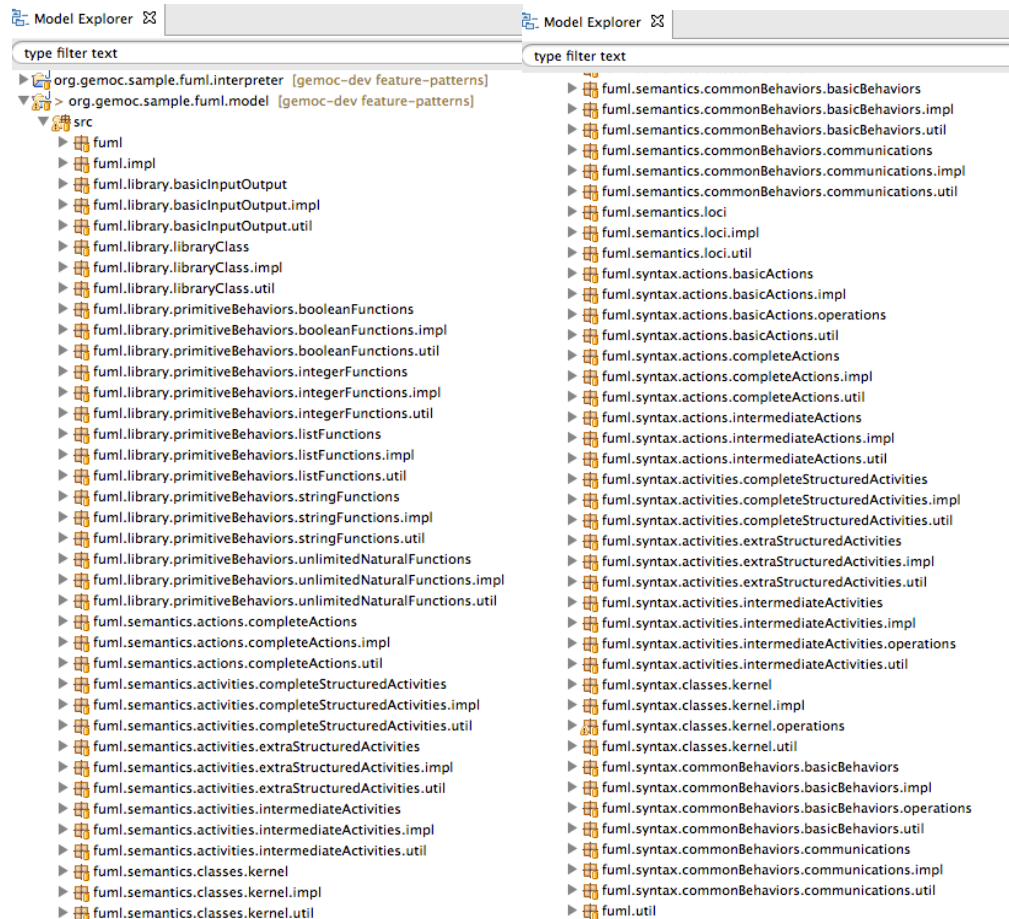 Model Explorer
type filter text
org.gemoc.sample.fuml.interpreter [gemoc-dev feature-patterns]
> org.gemoc.sample.fuml.model [gemoc-dev feature-patterns]
src
fuml
fuml.impl
fuml.library.basicInputOutput
fuml.library.basicInputOutput.impl
fuml.library.basicInputOutput.util
fuml.library.libraryClass
fuml.library.libraryClass.impl
fuml.library.libraryClass.util
fuml.library.primitiveBehaviors.booleanFunctions
fuml.library.primitiveBehaviors.booleanFunctions.impl
fuml.library.primitiveBehaviors.booleanFunctions.util
fuml.library.primitiveBehaviors.integerFunctions
fuml.library.primitiveBehaviors.integerFunctions.impl
fuml.library.primitiveBehaviors.integerFunctions.util
fuml.library.primitiveBehaviors.listFunctions
fuml.library.primitiveBehaviors.listFunctions.impl
fuml.library.primitiveBehaviors.listFunctions.util
fuml.library.primitiveBehaviors.stringFunctions
fuml.library.primitiveBehaviors.stringFunctions.impl
fuml.library.primitiveBehaviors.stringFunctions.util
fuml.library.primitiveBehaviors.unlimitedNaturalFunctions
fuml.library.primitiveBehaviors.unlimitedNaturalFunctions.impl
fuml.library.primitiveBehaviors.unlimitedNaturalFunctions.util
fuml.semantics.actions.completeActions
fuml.semantics.actions.completeActions.impl
fuml.semantics.actions.completeActions.util
fuml.semantics.activities.completeStructuredActivities
fuml.semantics.activities.completeStructuredActivities.impl
fuml.semantics.activities.completeStructuredActivities.util
fuml.semantics.activities.extraStructuredActivities
fuml.semantics.activities.extraStructuredActivities.impl
fuml.semantics.activities.extraStructuredActivities.util
fuml.semantics.activities.intermediateActivities
fuml.semantics.activities.intermediateActivities.impl
fuml.semantics.activities.intermediateActivities.util
fuml.semantics.classes.kernel
fuml.semantics.classes.kernel.impl
fuml.semantics.classes.kernel.util
Model Explorer
type filter text
fuml.semantics.commonBehaviors.basicBehaviors
fuml.semantics.commonBehaviors.basicBehaviors.impl
fuml.semantics.commonBehaviors.basicBehaviors.util
fuml.semantics.commonBehaviors.communications
fuml.semantics.commonBehaviors.communications.impl
fuml.semantics.commonBehaviors.communications.util
fuml.semantics.loci
fuml.semantics.loci.impl
fuml.semantics.loci.util
fuml.syntax.actions.basicActions
fuml.syntax.actions.basicActions.impl
fuml.syntax.actions.basicActions.operations
fuml.syntax.actions.basicActions.util
fuml.syntax.actions.completeActions
fuml.syntax.actions.completeActions.impl
fuml.syntax.actions.completeActions.util
fuml.syntax.actions.intermediateActions
fuml.syntax.actions.intermediateActions.impl
fuml.syntax.actions.intermediateActions.util
fuml.syntax.activities.completeStructuredActivities
fuml.syntax.activities.completeStructuredActivities.impl
fuml.syntax.activities.completeStructuredActivities.util
fuml.syntax.activities.extraStructuredActivities
fuml.syntax.activities.extraStructuredActivities.impl
fuml.syntax.activities.extraStructuredActivities.util
fuml.syntax.activities.intermediateActivities
fuml.syntax.activities.intermediateActivities.impl
fuml.syntax.activities.intermediateActivities.operations
fuml.syntax.activities.intermediateActivities.util
fuml.syntax.classes.kernel
fuml.syntax.classes.kernel.impl
fuml.syntax.classes.kernel.operations
fuml.syntax.classes.kernel.util
fuml.syntax.commonBehaviors.basicBehaviors
fuml.syntax.commonBehaviors.basicBehaviors.impl
fuml.syntax.commonBehaviors.basicBehaviors.operations
fuml.syntax.commonBehaviors.basicBehaviors.util
fuml.syntax.commonBehaviors.communications
fuml.syntax.commonBehaviors.communications.impl
fuml.syntax.commonBehaviors.communications.util
fuml.util